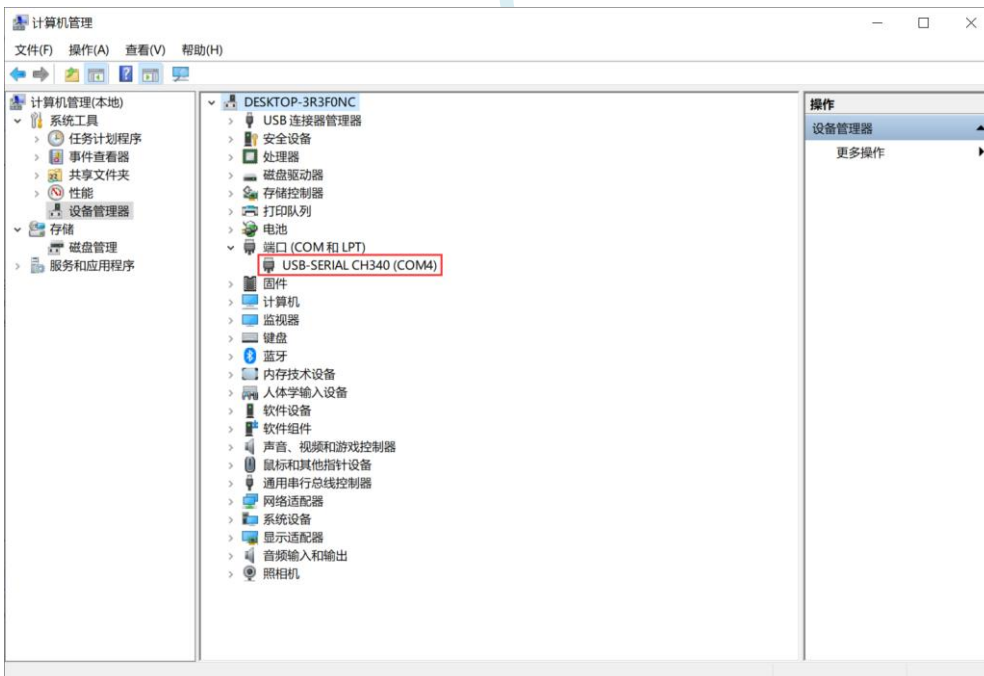 计算机管理
文件(F) 操作(A) 查看(V) 帮助(H)
计算机管理(本地)
系统工具
任务计划程序
事件查看器
共享文件夹
性能
设备管理器
存储
磁盘管理
服务和应用程序
DESKTOP-3R3F0NC
USB 连接器管理器
安全设备
处理器
磁盘驱动器
存储控制器
打印队列
电池
端口 (COM 和 LPT)
USB-SERIAL CH340 (COM4)
固件
计算机
监视器
键盘
蓝牙
内存技术设备
人体学输入设备
软件设备
软件组件
声音、视频和游戏控制器
鼠标和其他指针设备
通用串行总线控制器
网络适配器
系统设备
显示适配器
音频输入和输出
照相机
操作
设备管理器
更多操作